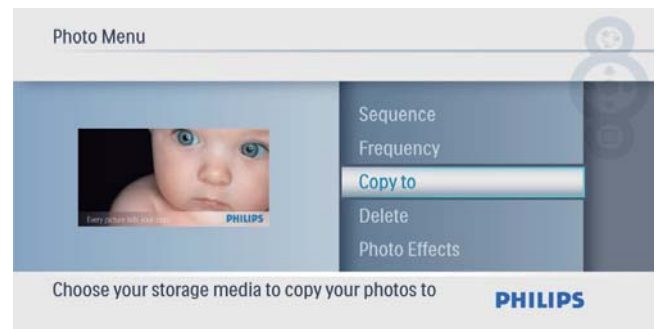 Photo Menu
Sequence
Frequency
Copy to
Delete
Photo Effects
PHILIPS
Choose your storage media to copy your photos to
PHILIPS